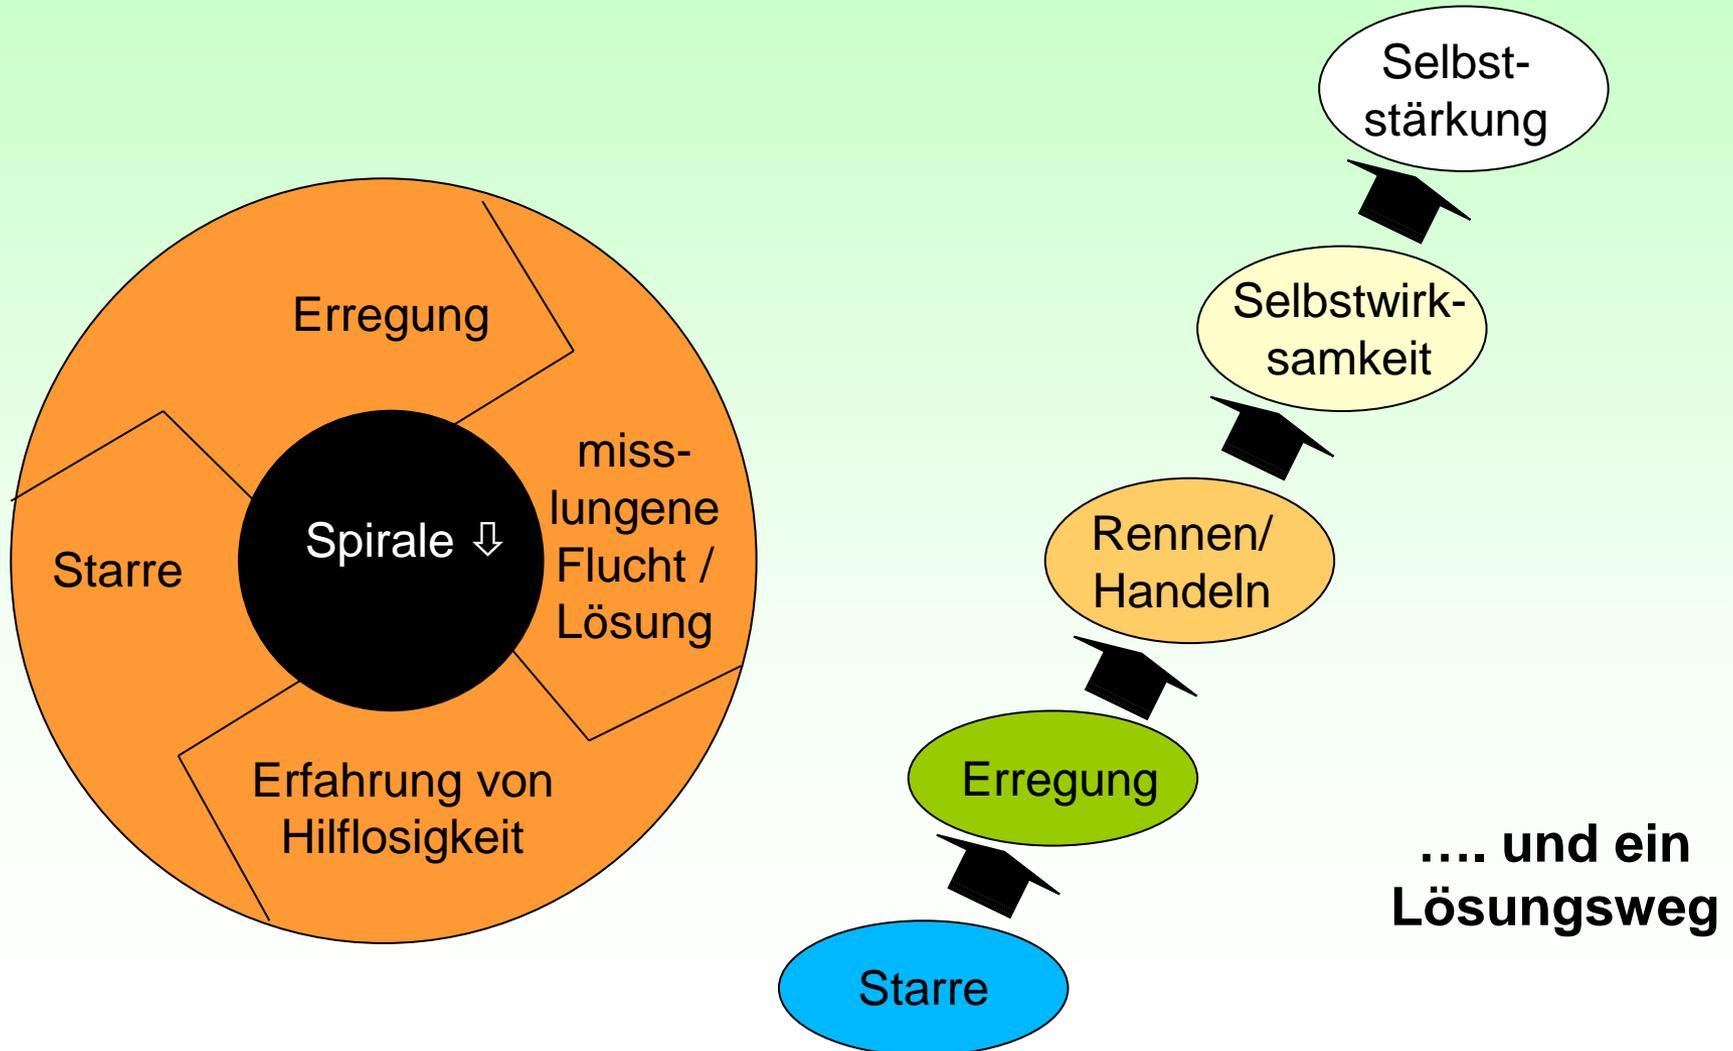 Erregung
miss-
lungene
Flucht /
Lösung
Erfahrung von
Hilflosigkeit
Starre
Spirale ⇩
Selbst-
stärkung
Selbstwirk-
samkeit
Rennen/
Handeln
Erregung
Starre
…. und ein
Lösungsweg